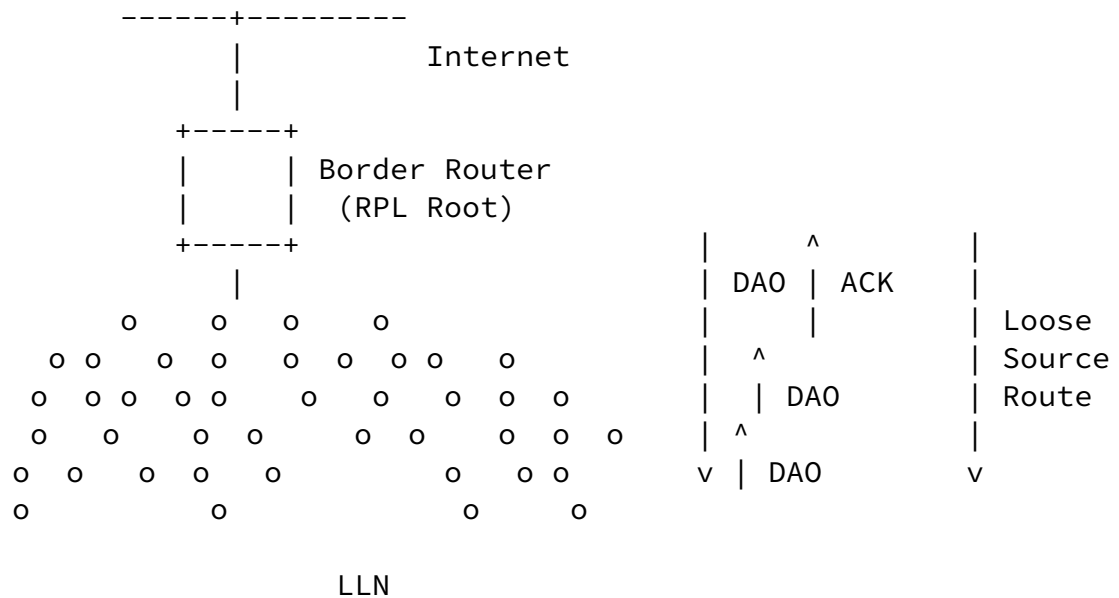 ------+---------
|          Internet
|
+-----+
|     | Border Router
|     |  (RPL Root)
+-----+                      |     ^        |
|                         | DAO | ACK    |
o    o   o    o                 |     |        | Loose
o o   o  o   o  o  o o   o          |  ^           | Source
o  o o  o o    o   o   o  o  o       |  | DAO       | Route
o   o    o  o     o  o    o  o  o    | ^            |
o  o   o  o   o         o   o o      v | DAO        v
o          o             o     o
LLN